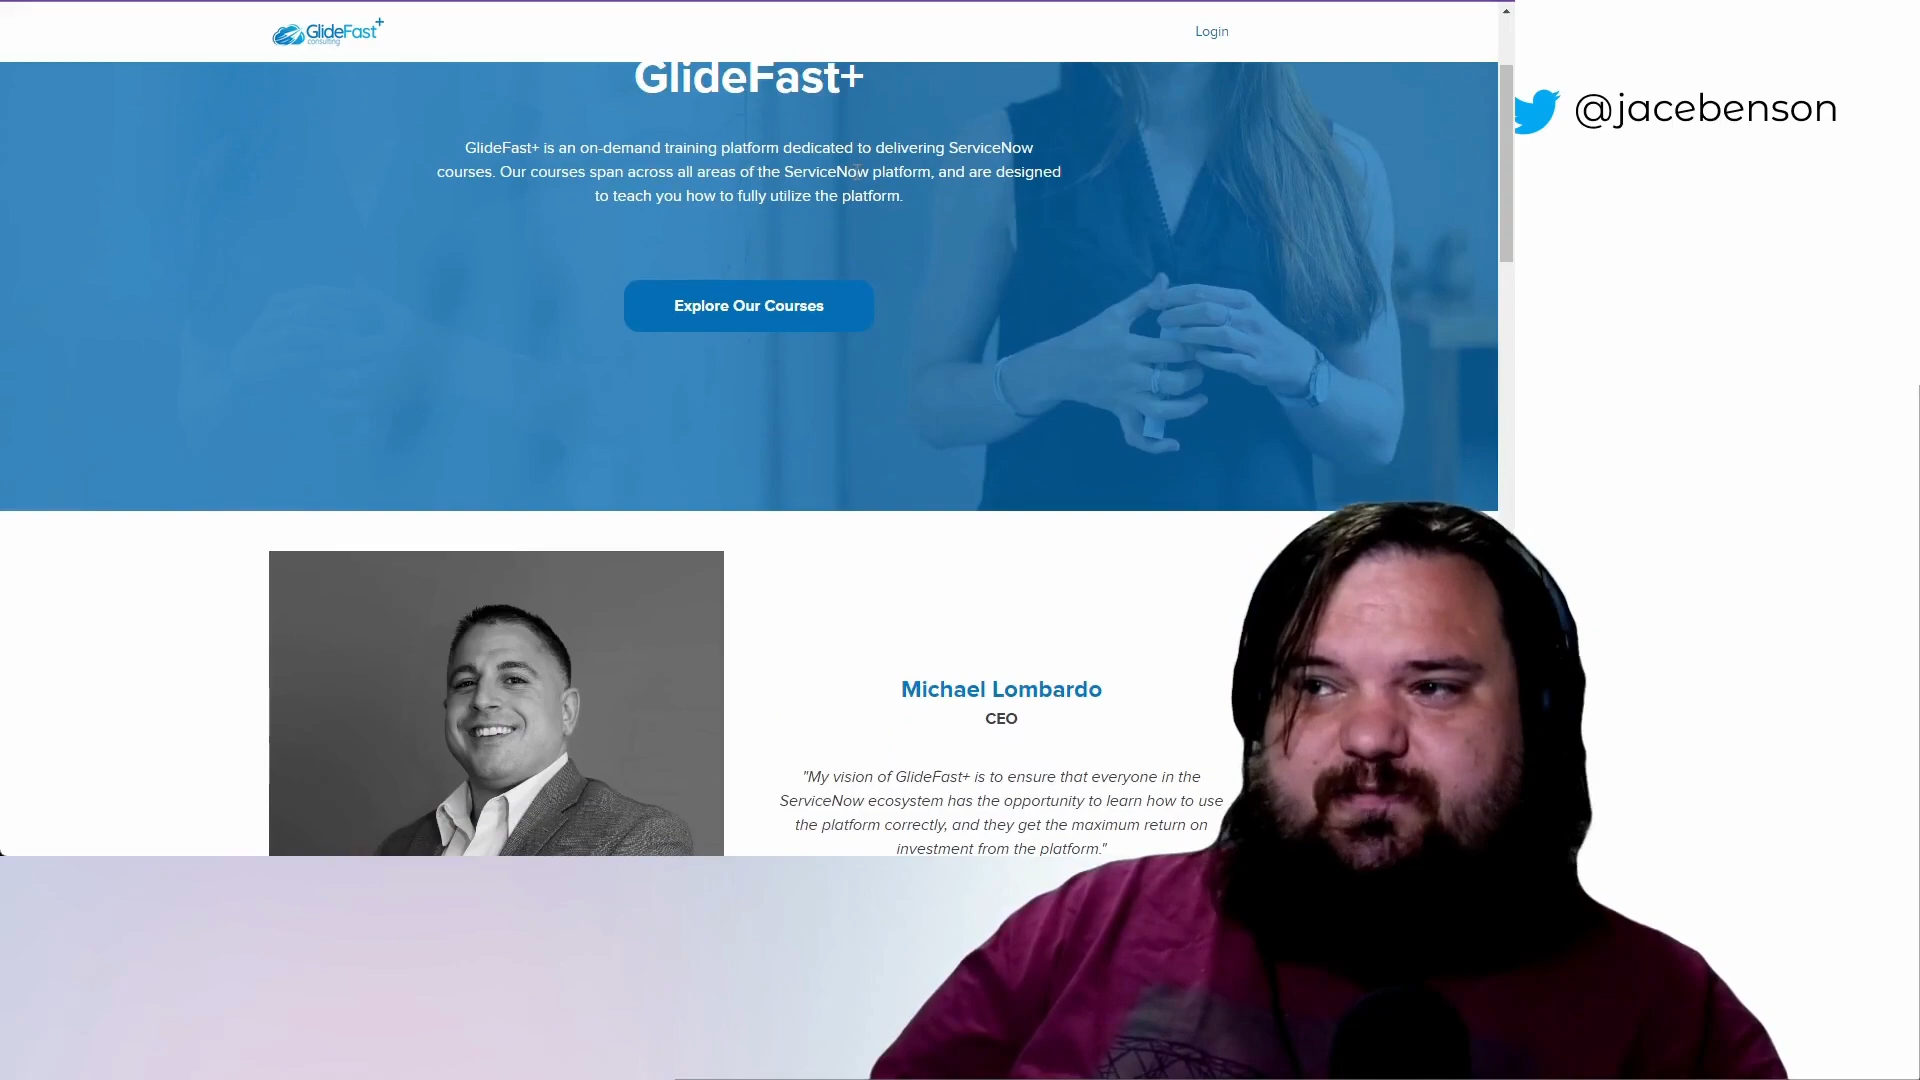 GlideFast+
consulting
Login
@jacebenson
GlideFast+
GlideFast+ is an on-demand training platform dedicated to delivering ServiceNow
courses. Our courses span across all areas of the ServiceNow platform, and are designed
to teach you how to fully utilize the platform.
Explore Our Courses
Michael Lombardo
CEO
"My vision of GlideFast+ is to ensure that everyone in the
ServiceNow ecosystem has the opportunity to learn how to use
the platform correctly, and they get the maximum return on
investment from the platform."